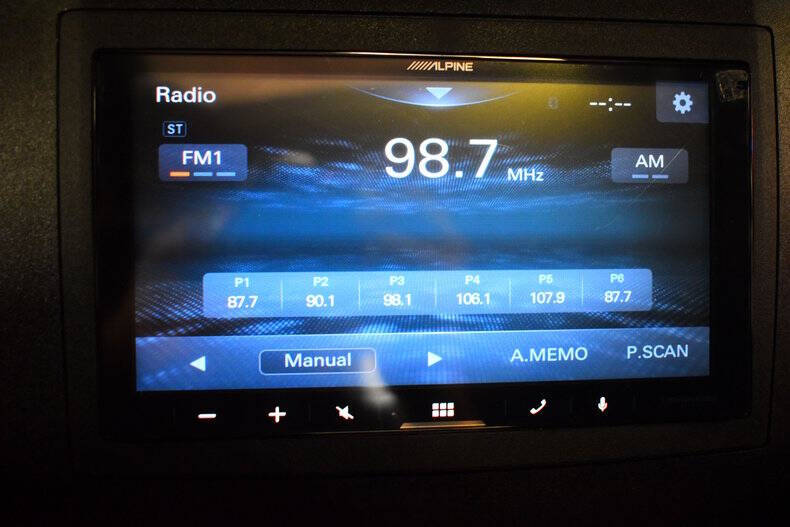 ALPINE
Radio
--:--
ST
FM1
98.7 MHz
AM
P1 P2 P3 P4 P5 P6
87.7 90.1 98.1 106.1 107.9 87.7
Manual A.MEMO P.SCAN